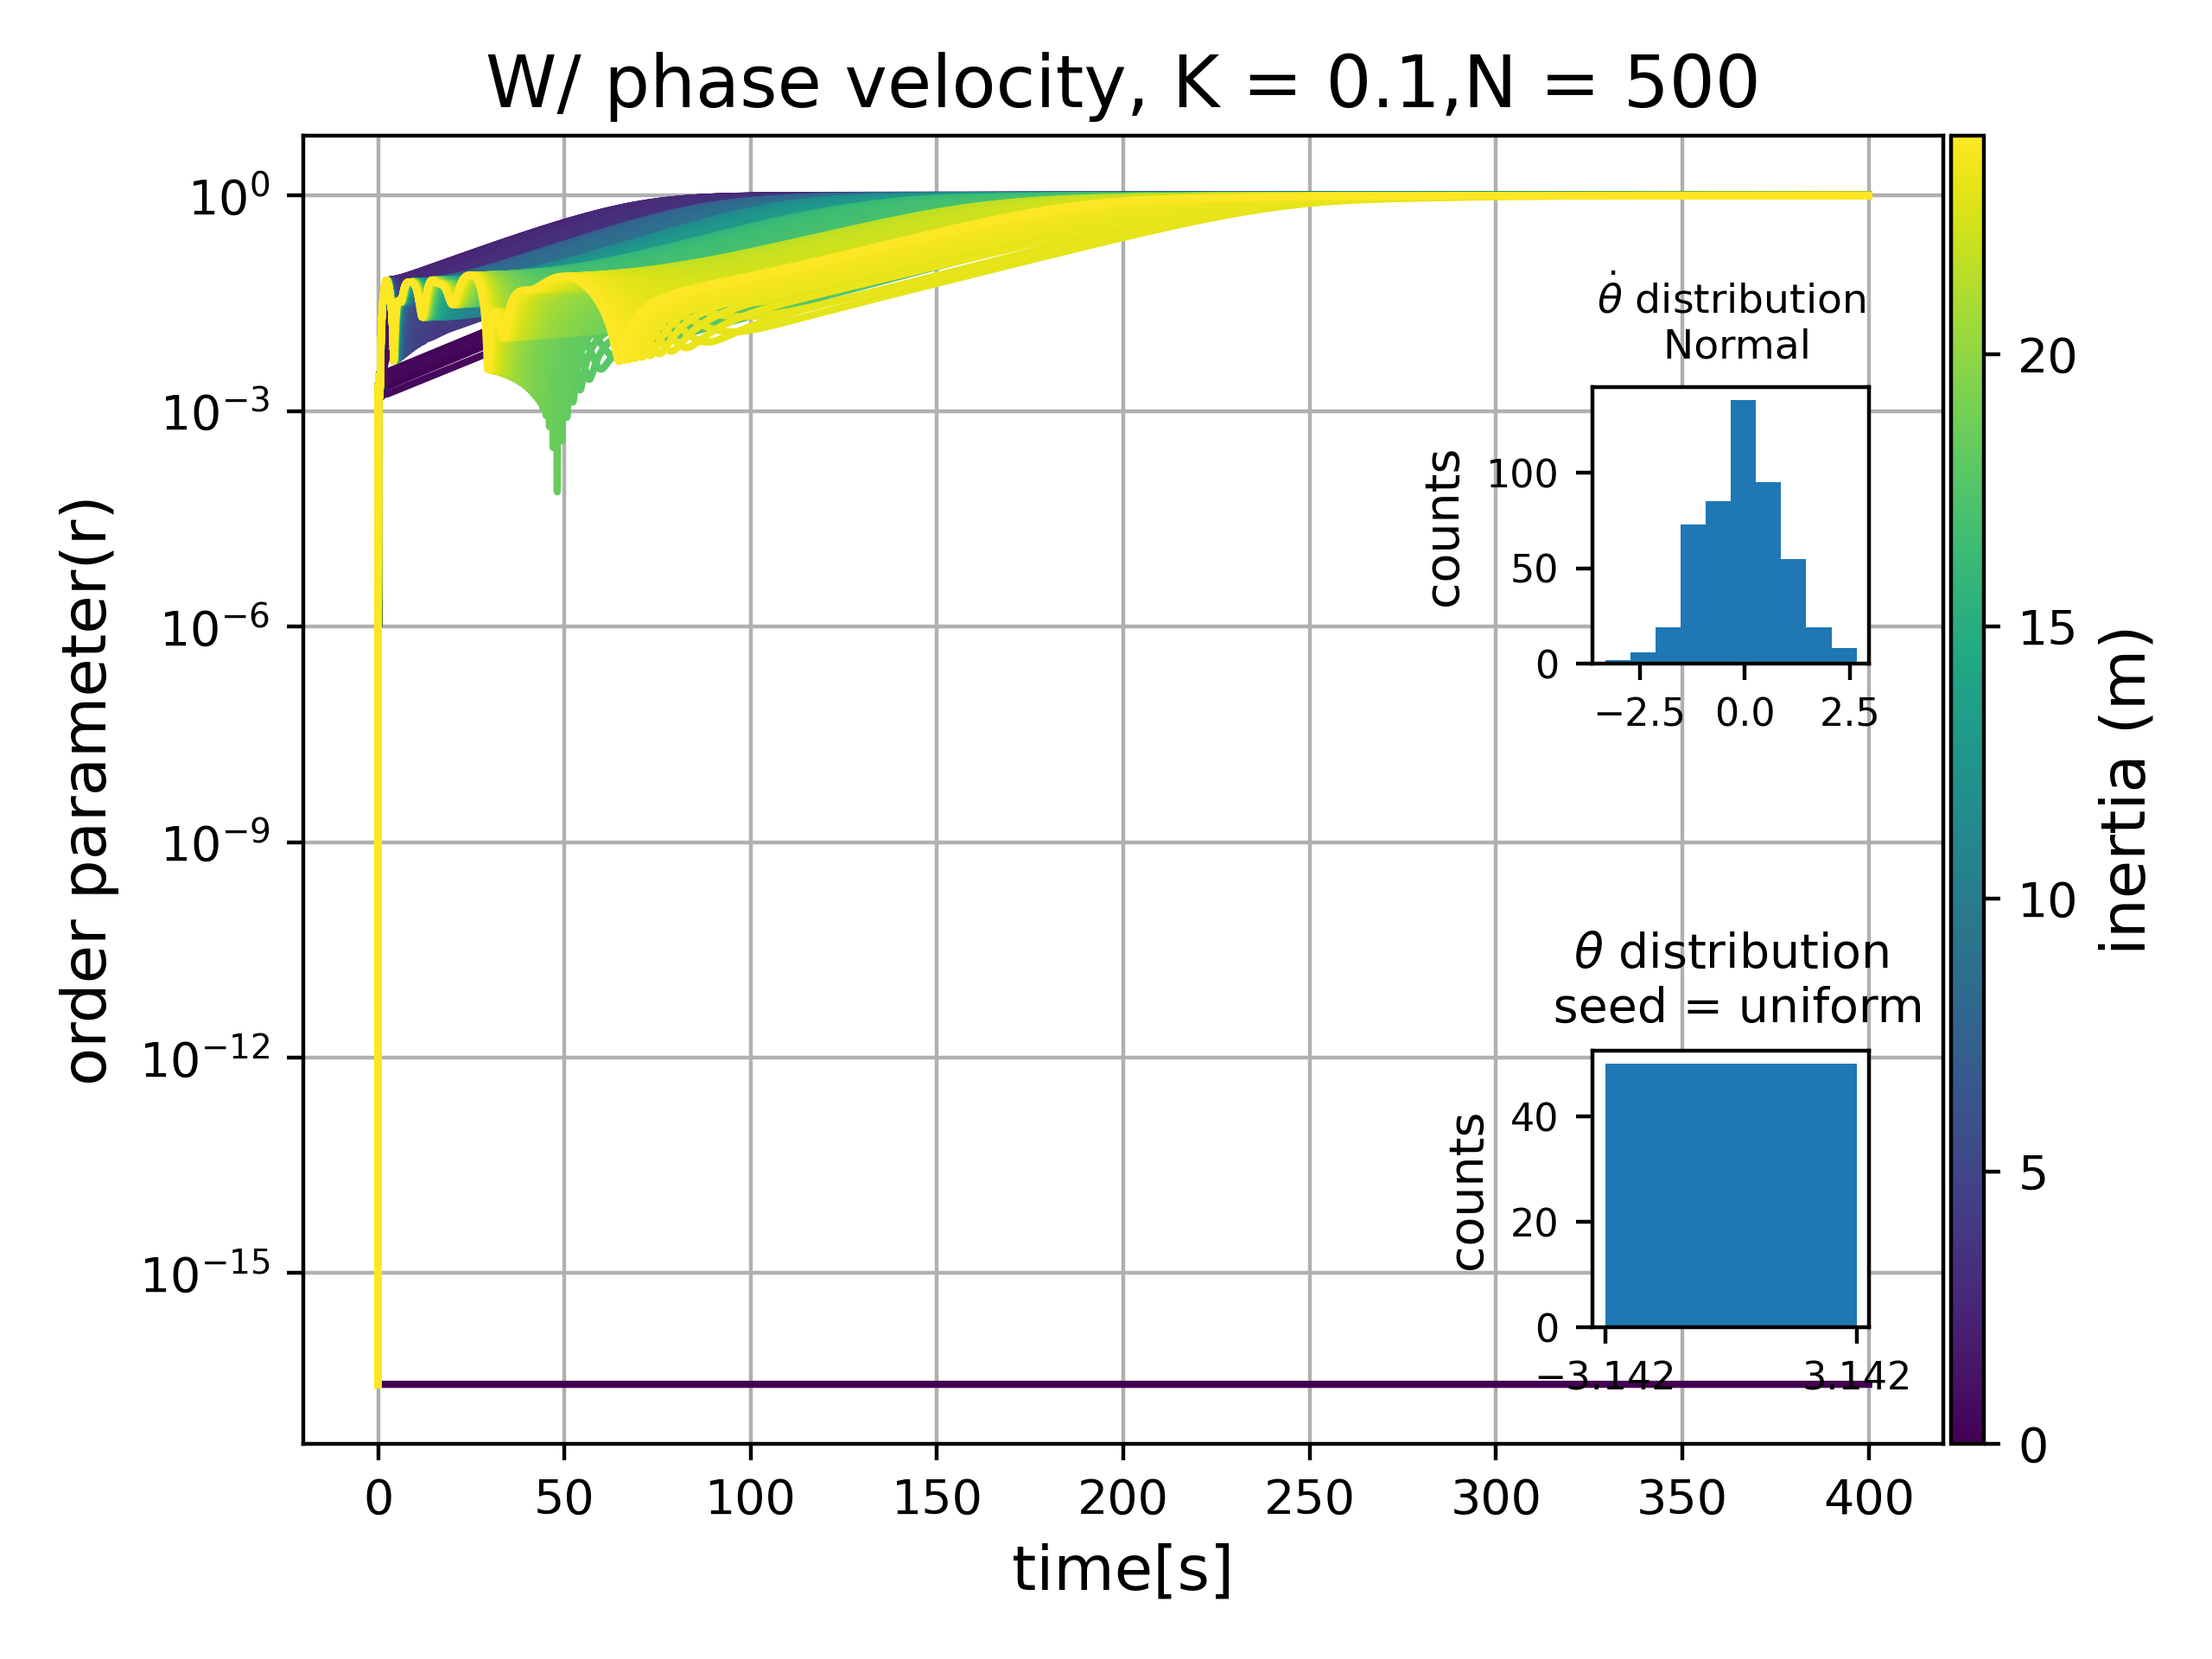 W/ phase velocity, K = 0.1,N = 500
order parameter(r)
10⁰
10⁻³
10⁻⁶
10⁻⁹
10⁻¹²
10⁻¹⁵
0 50 100 150 200 250 300 350 400
time[s]
θ̇ distribution
Normal
counts
100
50
0
−2.5 0.0 2.5
θ distribution
seed = uniform
counts
40
20
0
−3.142 3.142
20
15
10
5
0
inertia (m)